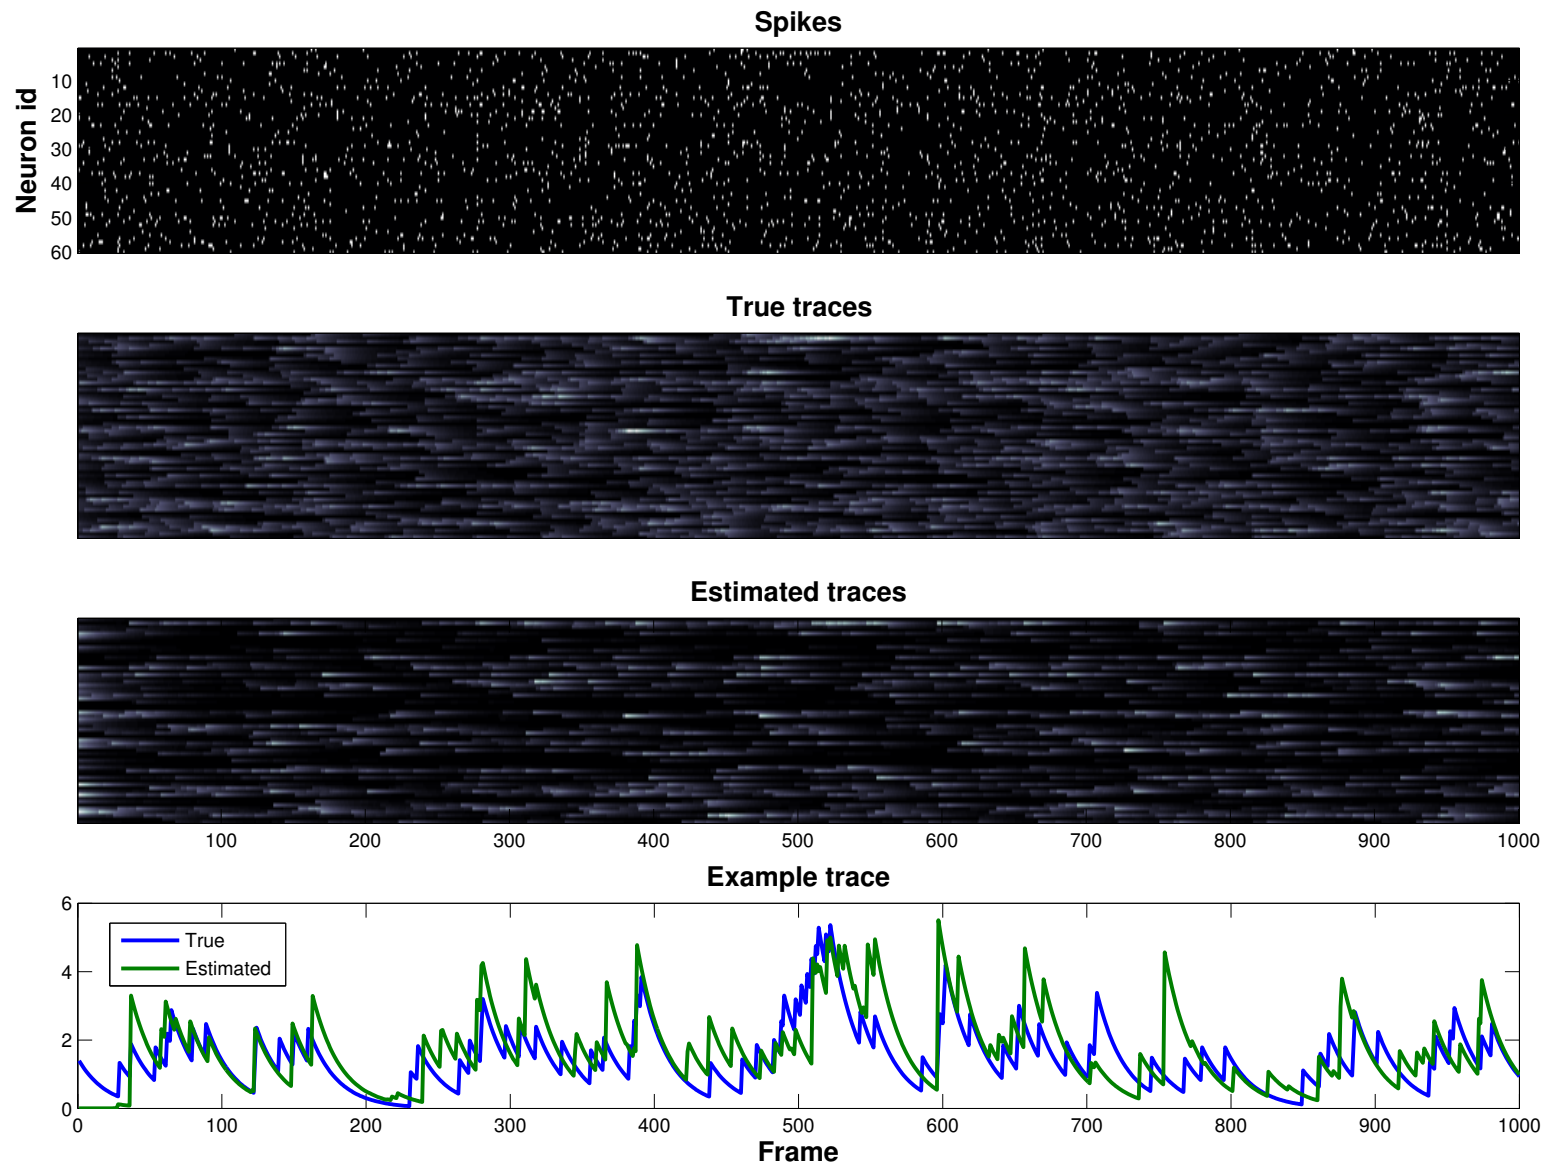 Spikes
Neuron id
10
20
30
40
50
60
True traces
Estimated traces
100 200 300 400 500 600 700 800 900 1000
Example trace
6
4
2
0
True
Estimated
0 100 200 300 400 500 600 700 800 900 1000
Frame